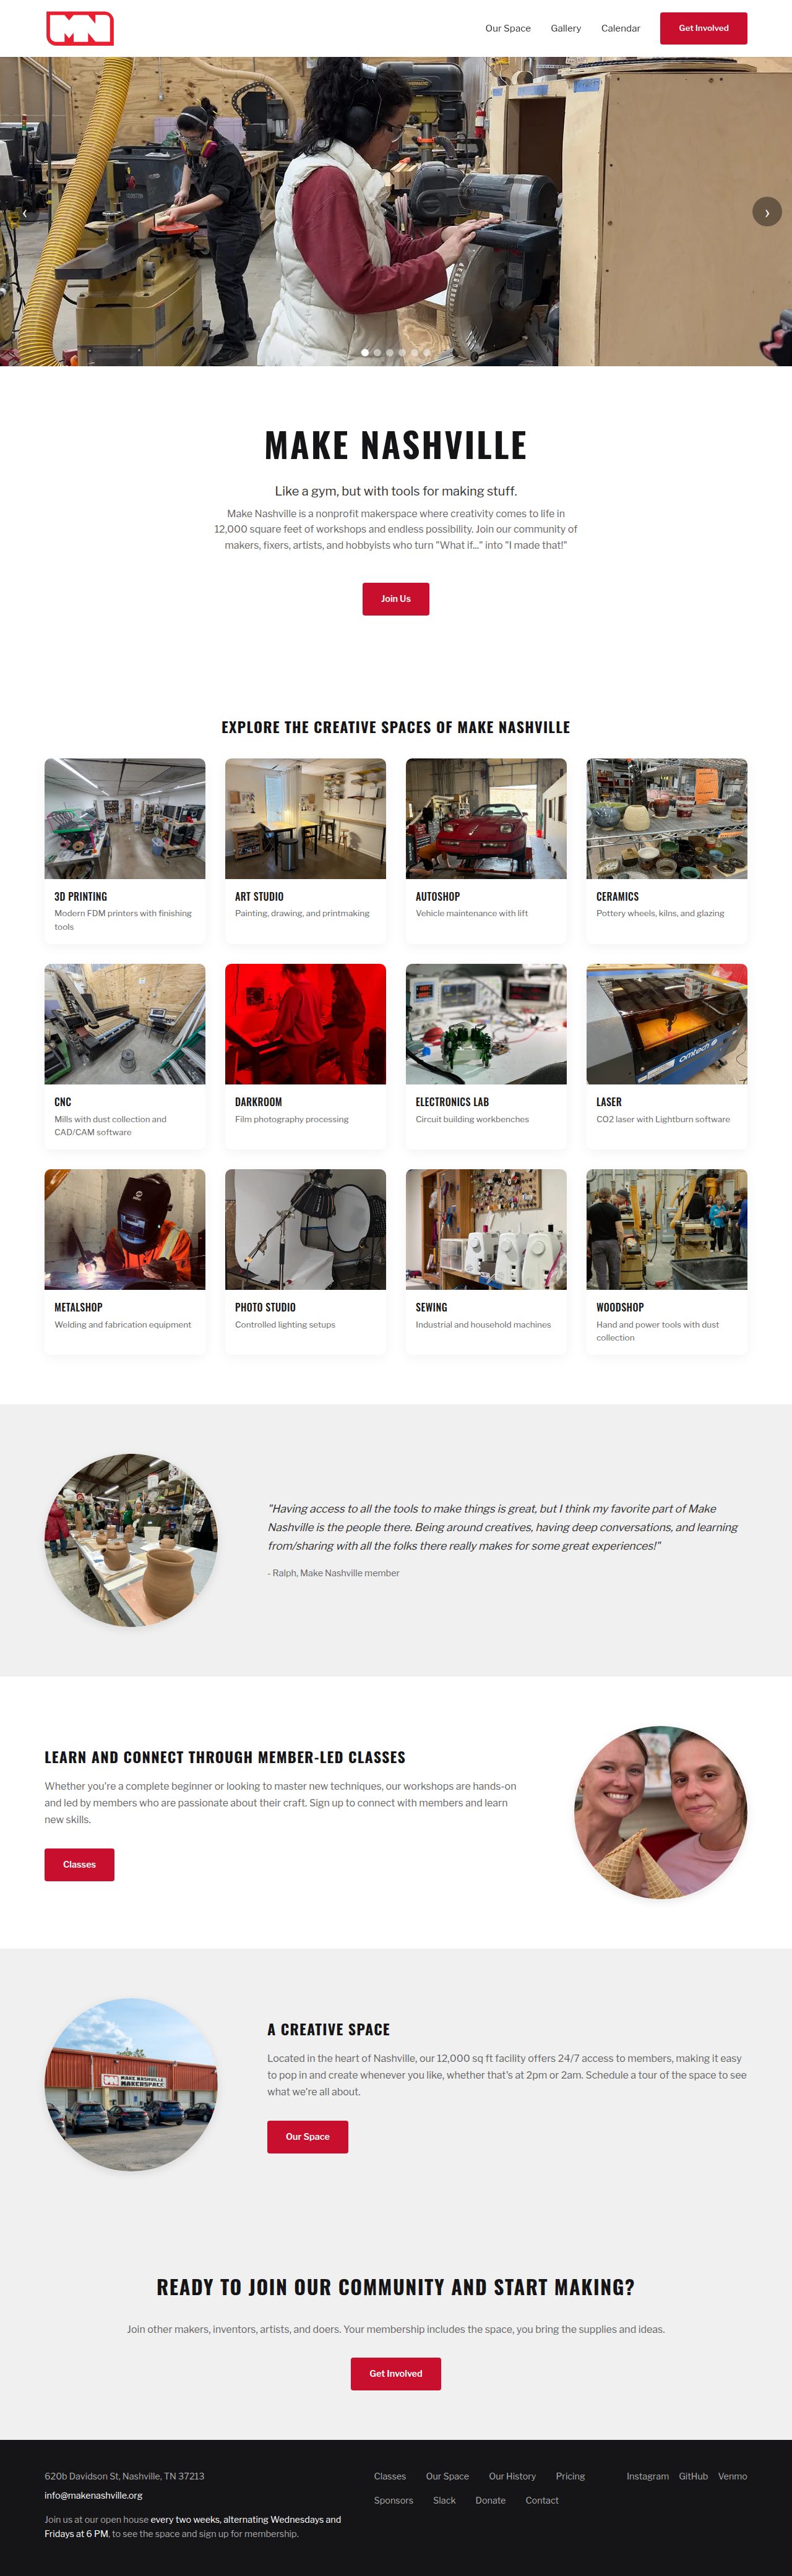 MN
Our Space
Gallery
Calendar
Get Involved
MAKE NASHVILLE
Like a gym, but with tools for making stuff.
Make Nashville is a nonprofit makerspace where creativity comes to life in
12,000 square feet of workshops and endless possibility. Join our community of
makers, fixers, artists, and hobbyists who turn "What if..." into "I made that!"
Join Us
EXPLORE THE CREATIVE SPACES OF MAKE NASHVILLE
3D PRINTING
Modern FDM printers with finishing
tools
ART STUDIO
Painting, drawing, and printmaking
AUTOSHOP
Vehicle maintenance with lift
CERAMICS
Pottery wheels, kilns, and glazing
CNC
Mills with dust collection and
CAD/CAM software
DARKROOM
Film photography processing
ELECTRONICS LAB
Circuit building workbenches
Omtech
LASER
CO2 laser with Lightburn software
METALSHOP
Welding and fabrication equipment
PHOTO STUDIO
Controlled lighting setups
SEWING
Industrial and household machines
WOODSHOP
Hand and power tools with dust
collection
"Having access to all the tools to make things is great, but I think my favorite part of Make
Nashville is the people there. Being around creatives, having deep conversations, and learning
from/sharing with all the folks there really makes for some great experiences!"
- Ralph, Make Nashville member
LEARN AND CONNECT THROUGH MEMBER-LED CLASSES
Whether you're a complete beginner or looking to master new techniques, our workshops are hands-on
and led by members who are passionate about their craft. Sign up to connect with members and learn
new skills.
Classes
MAKE NASHVILLE
MAKERSPACE
A CREATIVE SPACE
Located in the heart of Nashville, our 12,000 sq ft facility offers 24/7 access to members, making it easy
to pop in and create whenever you like, whether that's at 2pm or 2am. Schedule a tour of the space to see
what we're all about.
Our Space
READY TO JOIN OUR COMMUNITY AND START MAKING?
Join other makers, inventors, artists, and doers. Your membership includes the space, you bring the supplies and ideas.
Get Involved
620b Davidson St, Nashville, TN 37213
info@makenashville.org
Join us at our open house every two weeks, alternating Wednesdays and
Fridays at 6 PM, to see the space and sign up for membership.
Classes
Our Space
Our History
Pricing
Sponsors
Slack
Donate
Contact
Instagram
GitHub
Venmo